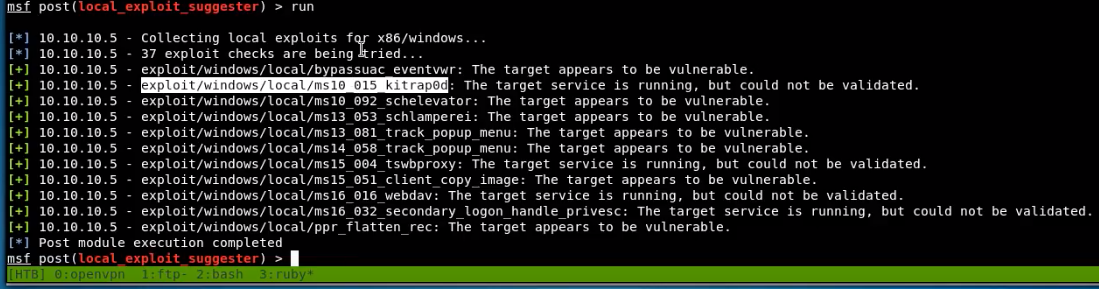 msf post(local_exploit_suggester) > run
[*] 10.10.10.5 - Collecting local exploits for x86/windows...
[*] 10.10.10.5 - 37 exploit checks are being tried...
[+] 10.10.10.5 - exploit/windows/local/bypassuac_eventvwr: The target appears to be vulnerable.
[+] 10.10.10.5 - exploit/windows/local/ms10_015_kitrap0d: The target service is running, but could not be validated.
[+] 10.10.10.5 - exploit/windows/local/ms10_092_schelevator: The target appears to be vulnerable.
[+] 10.10.10.5 - exploit/windows/local/ms13_053_schlamperei: The target appears to be vulnerable.
[+] 10.10.10.5 - exploit/windows/local/ms13_081_track_popup_menu: The target appears to be vulnerable.
[+] 10.10.10.5 - exploit/windows/local/ms14_058_track_popup_menu: The target appears to be vulnerable.
[+] 10.10.10.5 - exploit/windows/local/ms15_004_tswbproxy: The target service is running, but could not be validated.
[+] 10.10.10.5 - exploit/windows/local/ms15_051_client_copy_image: The target appears to be vulnerable.
[+] 10.10.10.5 - exploit/windows/local/ms16_016_webdav: The target service is running, but could not be validated.
[+] 10.10.10.5 - exploit/windows/local/ms16_032_secondary_logon_handle_privesc: The target service is running, but could not be validated.
[+] 10.10.10.5 - exploit/windows/local/ppr_flatten_rec: The target appears to be vulnerable.
[*] Post module execution completed
msf post(local_exploit_suggester) >
[HTB] 0:openvpn 1:ftp- 2:bash 3:ruby*